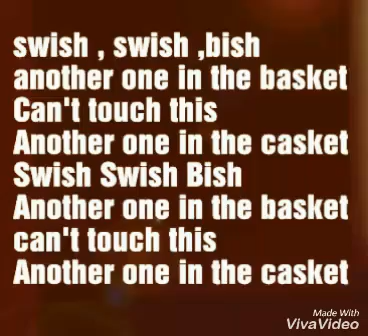 swish , swish ,bish
another one in the basket
Can't touch this
Another one in the casket
Swish Swish Bish
Another one in the basket
can't touch this
Another one in the casket
Made With
VivaVideo